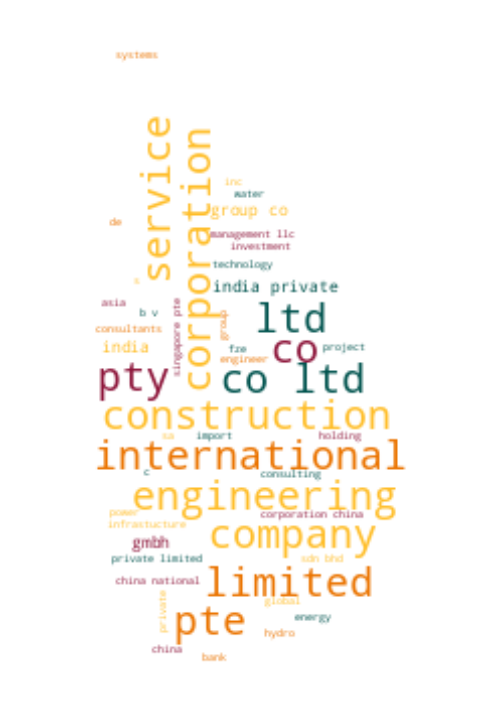 systems
service
corporation
inc
water
group co
de
management llc
investment
technology
s
india private
asia
b v
singapore pte
ltd
consultants
group
india
fze
co
project
engineer
pty
co ltd
construction
sa
import
holding
international
c
consulting
engineering
power
corporation china
infrastucture
company
gmbh
private limited
sdn bhd
china national
limited
private
global
pte
energy
hydro
china
bank